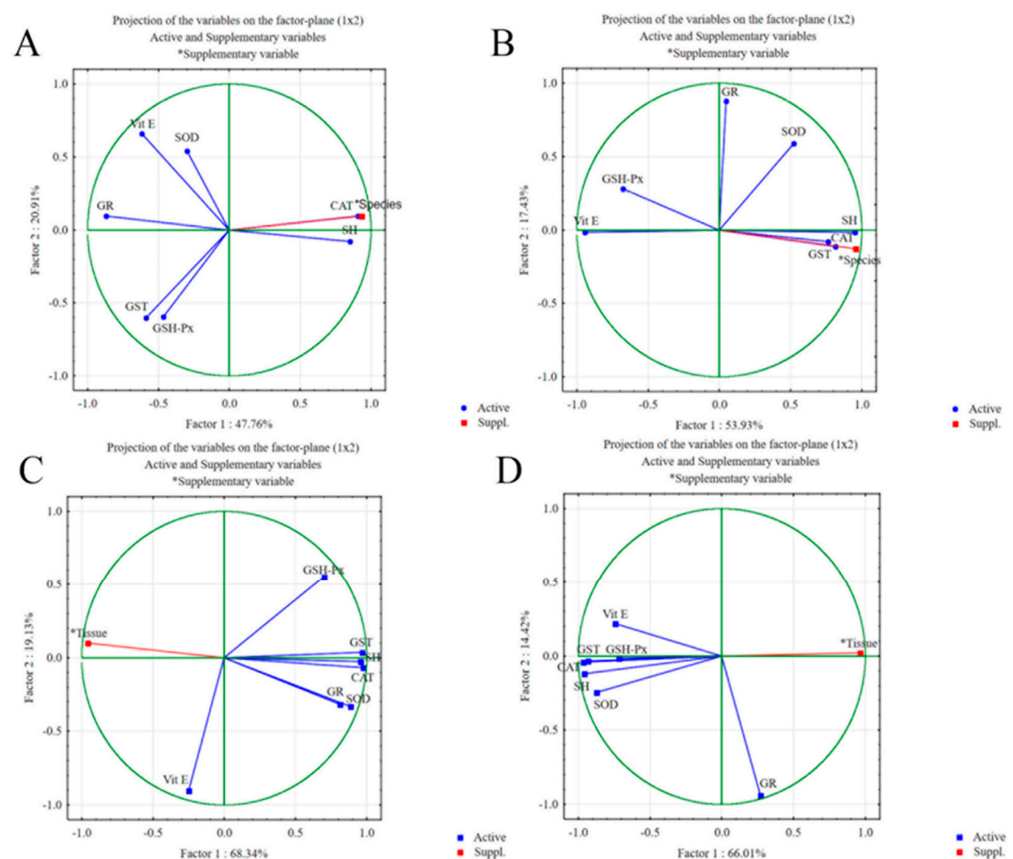 A
Projection of the variables on the factor-plane (1x2)
Active and Supplementary variables
*Supplementary variable
1.0
0.5
0.0
-0.5
-1.0
Factor 2 : 20.91%
Vit E
SOD
GR
CAT
*Species
SH
GST
GSH-Px
-1.0 -0.5 0.0 0.5 1.0
Factor 1 : 47.76%
Active
Suppl.
B
Projection of the variables on the factor-plane (1x2)
Active and Supplementary variables
*Supplementary variable
1.0
0.5
0.0
-0.5
-1.0
Factor 2 : 17.43%
GR
SOD
GSH-Px
Vit E
SH
CAT
GST
*Species
-1.0 -0.5 0.0 0.5 1.0
Factor 1 : 53.93%
Active
Suppl.
C
Projection of the variables on the factor-plane (1x2)
Active and Supplementary variables
*Supplementary variable
1.0
0.5
0.0
-0.5
-1.0
Factor 2 : 19.13%
GSH-Px
*Tissue
GST
SH
CAT
GR
SOD
Vit E
-1.0 -0.5 0.0 0.5 1.0
Factor 1 : 68.34%
Active
Suppl.
D
Projection of the variables on the factor-plane (1x2)
Active and Supplementary variables
*Supplementary variable
1.0
0.5
0.0
-0.5
-1.0
Factor 2 : 14.42%
Vit E
*Tissue
GST
GSH-Px
CAT
SH
SOD
GR
-1.0 -0.5 0.0 0.5 1.0
Factor 1 : 66.01%
Active
Suppl.